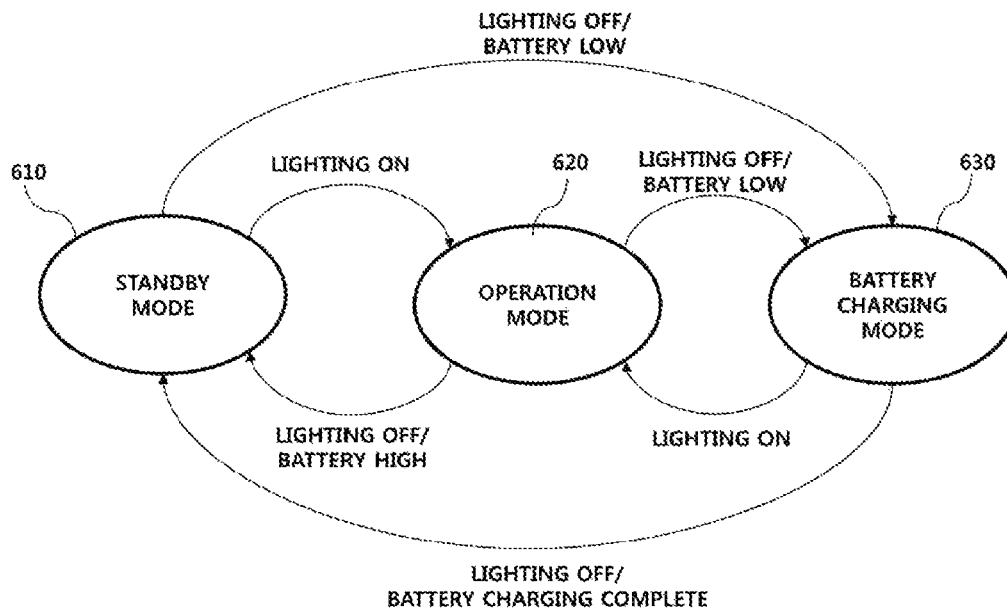 LIGHTING OFF/
BATTERY LOW
610
LIGHTING ON
620
LIGHTING OFF/
BATTERY LOW
630
STANDBY
MODE
OPERATION
MODE
BATTERY
CHARGING
MODE
LIGHTING OFF/
BATTERY HIGH
LIGHTING ON
LIGHTING OFF/
BATTERY CHARGING COMPLETE